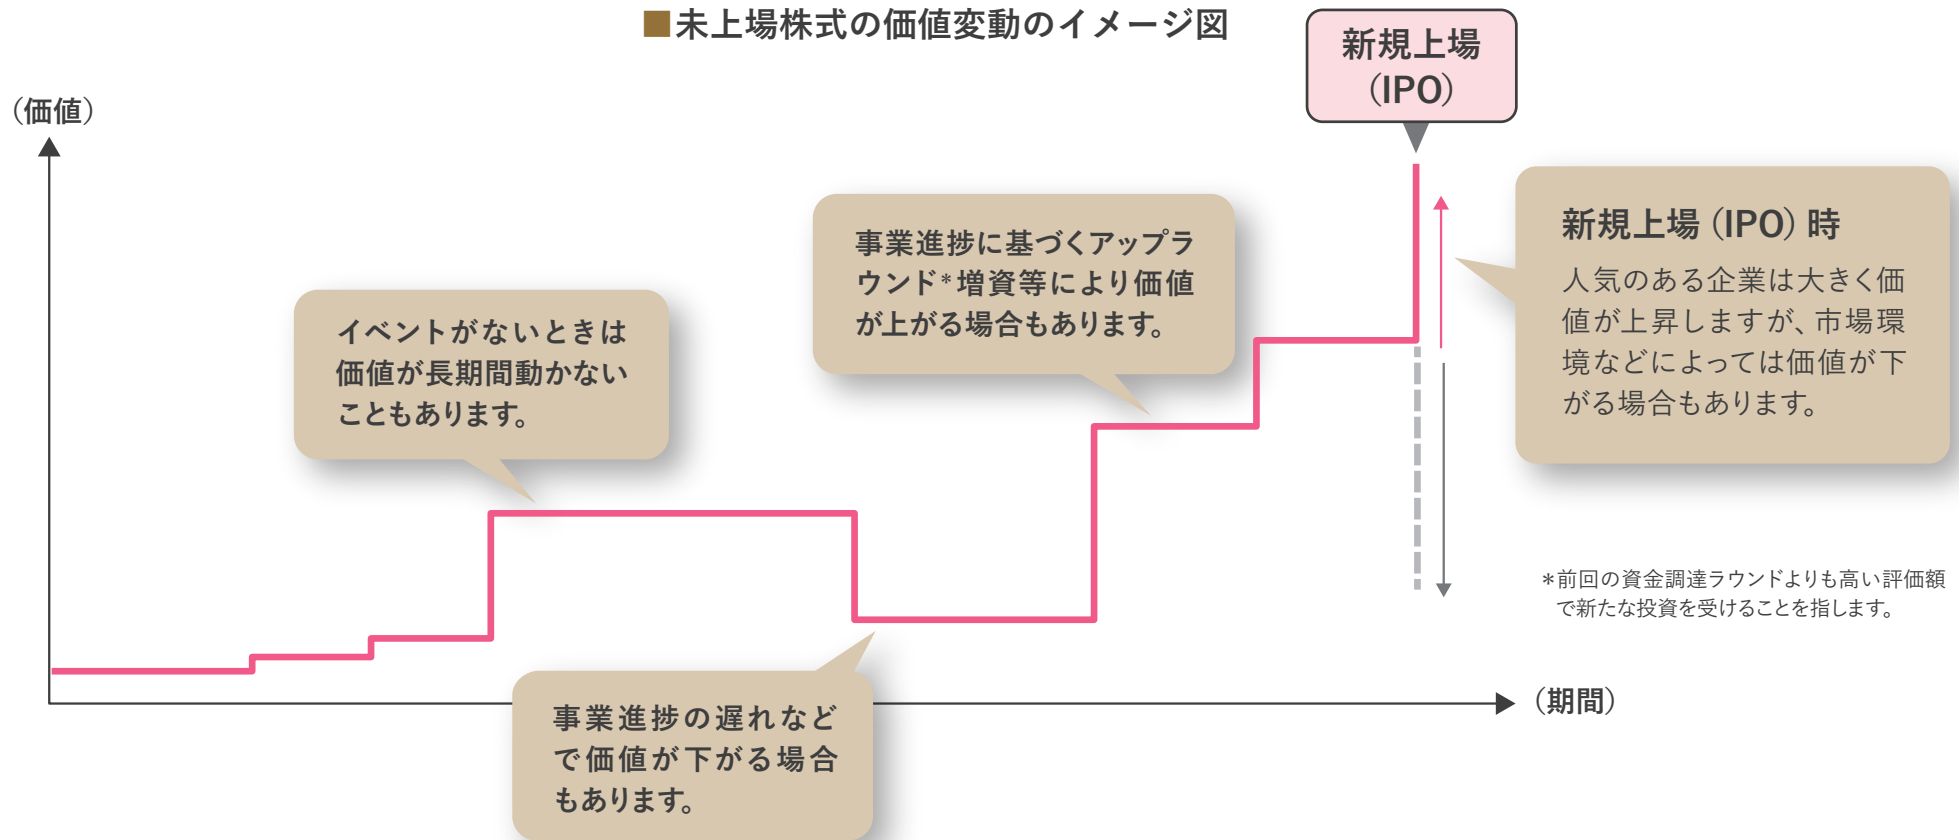 ■未上場株式の価値変動のイメージ図
新規上場
(IPO)
(価値)
イベントがないときは
価値が長期間動かない
こともあります。
事業進捗に基づくアップラ
ウンド*増資等により価値
が上がる場合もあります。
新規上場(IPO)時
人気のある企業は大きく価
値が上昇しますが、市場環
境などによっては価値が下
がる場合もあります。
*前回の資金調達ラウンドよりも高い評価額
で新たな投資を受けることを指します。
事業進捗の遅れなど
で価値が下がる場合
もあります。
(期間)